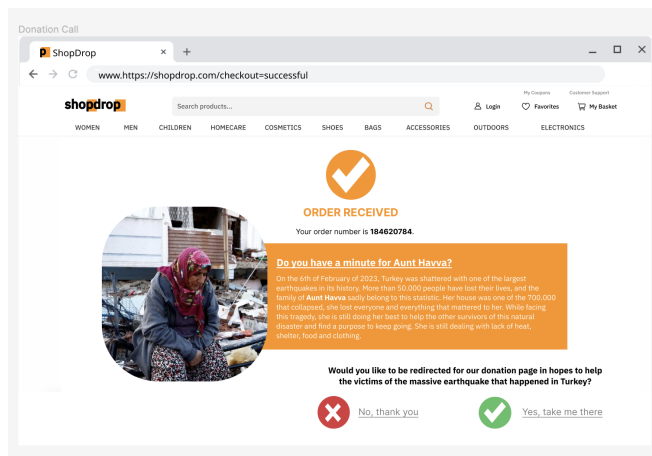 Donation Call
ShopDrop
www.https://shopdrop.com/checkout=successful
My Coupons Customer Support
shopdrop
Search products...
Login Favorites My Basket
WOMEN MEN CHILDREN HOMECARE COSMETICS SHOES BAGS ACCESSORIES OUTDOORS ELECTRONICS
ORDER RECEIVED
Your order number is 184620784.
Do you have a minute for Aunt Havva?
On the 6th of February of 2023, Turkey was shattered with one of the largest
earthquakes in its history. More than 50.000 people have lost their lives, and the
family of Aunt Havva sadly belong to this statistic. Her house was one of the 700.000
that collapsed, she lost everyone and everything that mattered to her. While facing
this tragedy, she is still doing her best to help the other survivors of this natural
disaster and find a purpose to keep going. She is still dealing with lack of heat,
shelter, food and clothing.
Would you like to be redirected for our donation page in hopes to help
the victims of the massive earthquake that happened in Turkey?
No, thank you
Yes, take me there